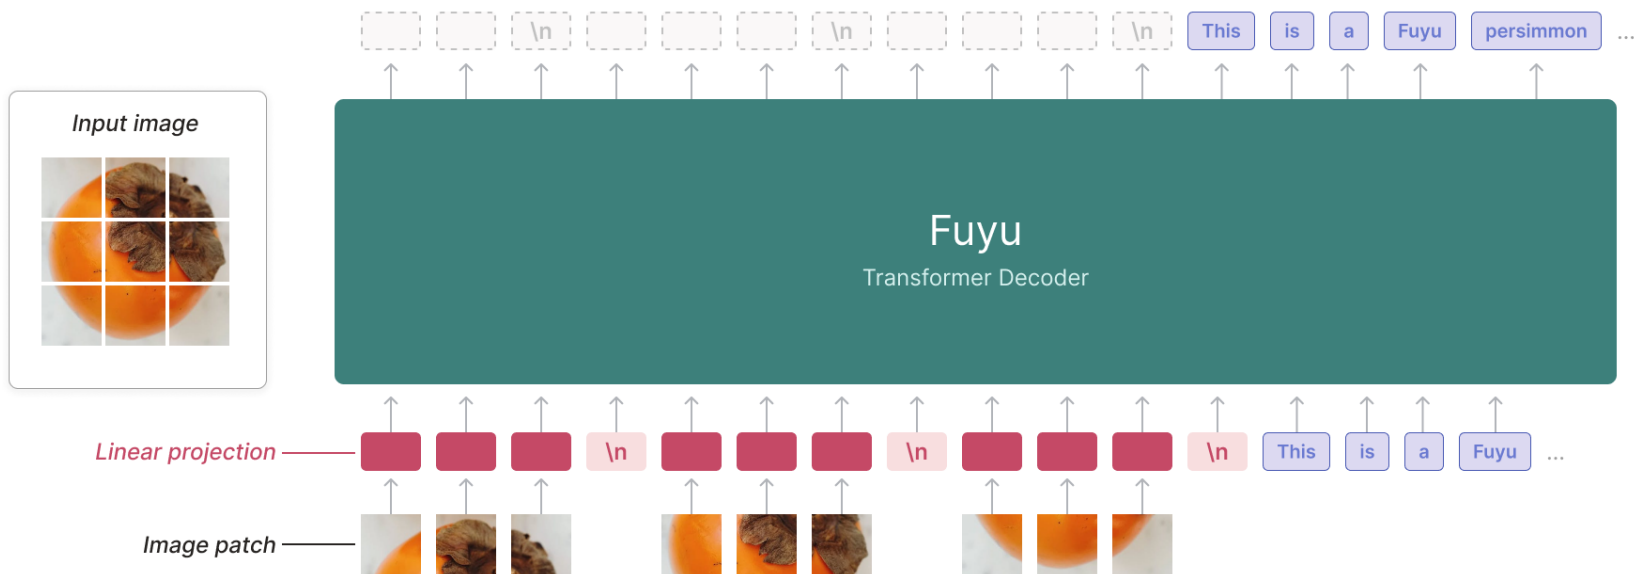 \n \n \n This is a Fuyu persimmon ...
Input image
Fuyu
Transformer Decoder
Linear projection
\n \n \n This is a Fuyu ...
Image patch